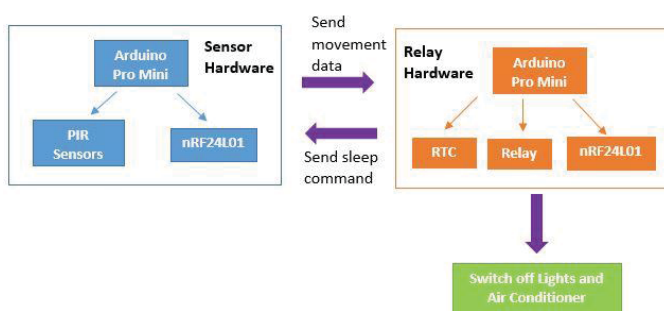 Arduino
Pro Mini
Sensor
Hardware
PIR
Sensors
nRF24L01
Send
movement
data
Send sleep
command
Relay
Hardware
Arduino
Pro Mini
RTC
Relay
nRF24L01
Switch off Lights and
Air Conditioner